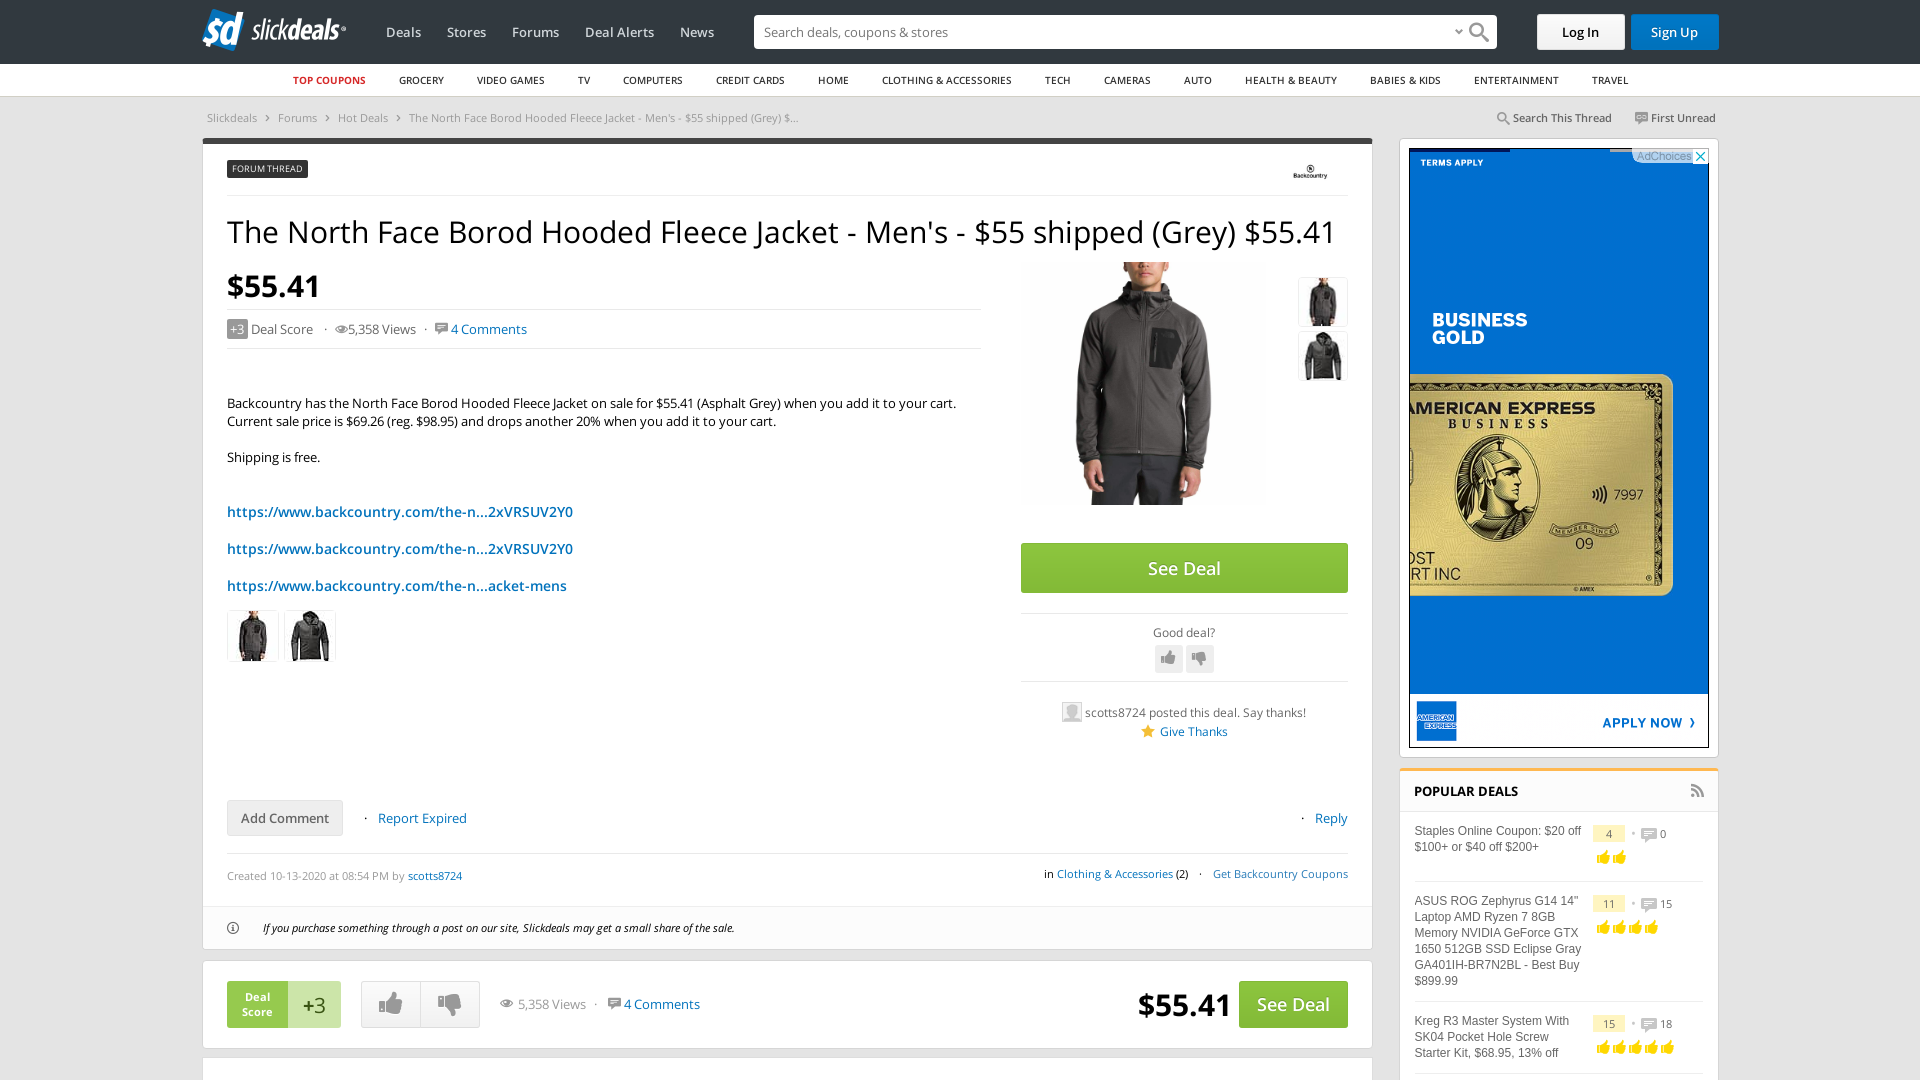 slickdeals
Deals
Stores
Forums
Deal Alerts
News
Search deals, coupons & stores
Log In
Sign Up
TOP COUPONS
GROCERY
VIDEO GAMES
TV
COMPUTERS
CREDIT CARDS
HOME
CLOTHING & ACCESSORIES
TECH
CAMERAS
AUTO
HEALTH & BEAUTY
BABIES & KIDS
ENTERTAINMENT
TRAVEL
Slickdeals > Forums > Hot Deals > The North Face Borod Hooded Fleece Jacket - Men's - $55 shipped (Grey) $...
Search This Thread
First Unread
FORUM THREAD
Backcountry
The North Face Borod Hooded Fleece Jacket - Men's - $55 shipped (Grey) $55.41
$55.41
+3 Deal Score · 5,358 Views · 4 Comments
Backcountry has the North Face Borod Hooded Fleece Jacket on sale for $55.41 (Asphalt Grey) when you add it to your cart.
Current sale price is $69.26 (reg. $98.95) and drops another 20% when you add it to your cart.
Shipping is free.
https://www.backcountry.com/the-n...2xVRSUV2Y0
https://www.backcountry.com/the-n...2xVRSUV2Y0
https://www.backcountry.com/the-n...acket-mens
See Deal
Good deal?
scotts8724 posted this deal. Say thanks!
Give Thanks
Add Comment
· Report Expired
· Reply
Created 10-13-2020 at 08:54 PM by scotts8724
in Clothing & Accessories (2) · Get Backcountry Coupons
If you purchase something through a post on our site, Slickdeals may get a small share of the sale.
Deal
Score
+3
5,358 Views · 4 Comments
$55.41
See Deal
TERMS APPLY
AdChoices
BUSINESS
GOLD
AMERICAN EXPRESS
BUSINESS
7997
MEMBER SINCE
09
OST
RT INC
© AMEX
AMERICAN
EXPRESS
APPLY NOW
POPULAR DEALS
Staples Online Coupon: $20 off
$100+ or $40 off $200+
4 • 0
ASUS ROG Zephyrus G14 14"
Laptop AMD Ryzen 7 8GB
Memory NVIDIA GeForce GTX
1650 512GB SSD Eclipse Gray
GA401IH-BR7N2BL - Best Buy
$899.99
11 • 15
Kreg R3 Master System With
SK04 Pocket Hole Screw
Starter Kit, $68.95, 13% off
15 • 18